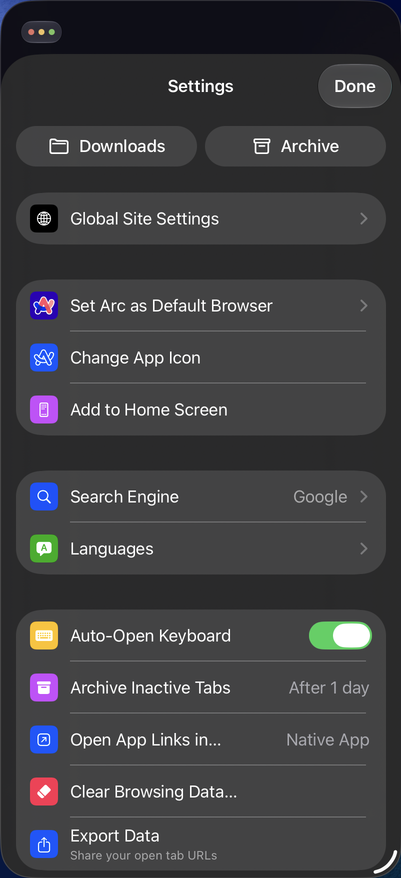 Settings
Done
Downloads
Archive
Global Site Settings
Set Arc as Default Browser
Change App Icon
Add to Home Screen
Search Engine
Google
Languages
Auto-Open Keyboard
Archive Inactive Tabs
After 1 day
Open App Links in...
Native App
Clear Browsing Data...
Export Data
Share your open tab URLs